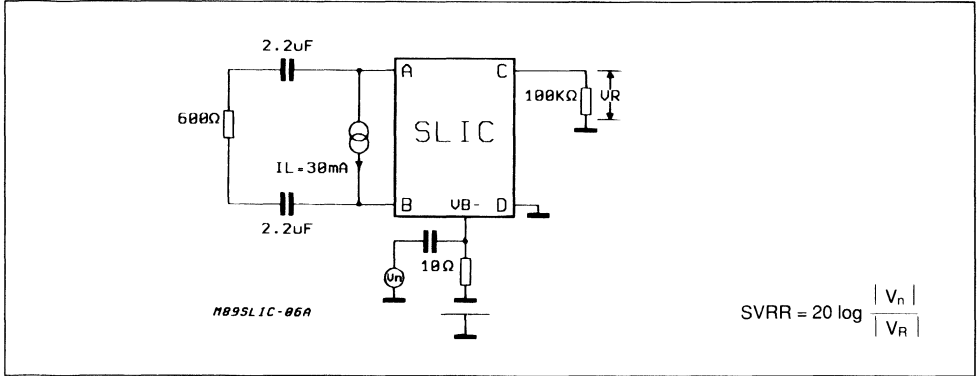 2.2uF
A
C
100KΩ
VR
600Ω
SLIC
IL=30mA
B
VB-
D
2.2uF
10Ω
Vn
M89SLIC-06A
SVRR = 20 log |Vn| / |VR|